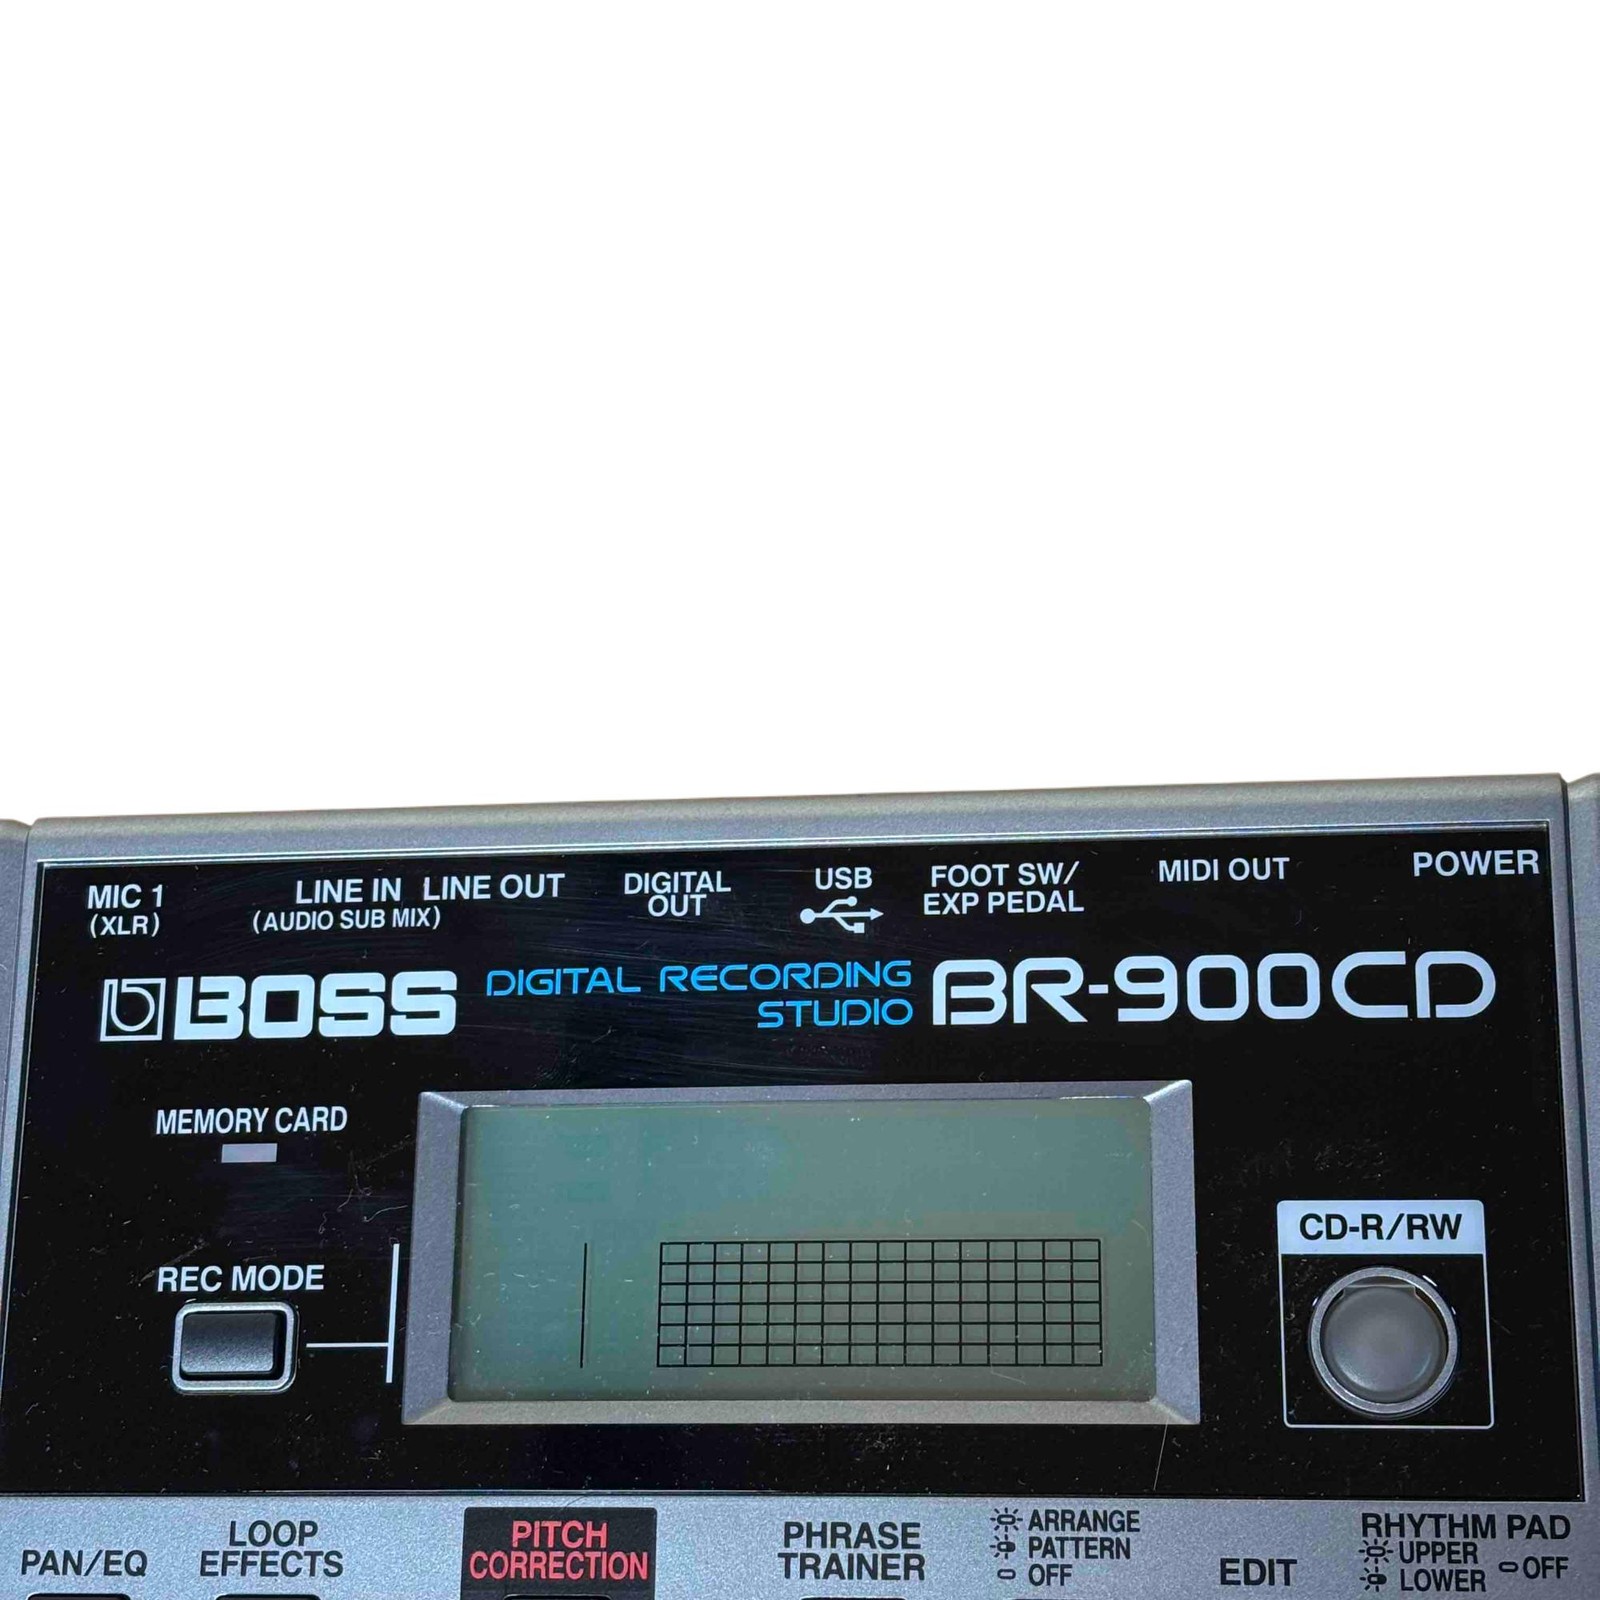 MIC 1
(XLR)
LINE IN LINE OUT
(AUDIO SUB MIX)
DIGITAL
OUT
USB
FOOT SW/
EXP PEDAL
MIDI OUT
POWER
BOSS
DIGITAL RECORDING
STUDIO
BR-900CD
MEMORY CARD
REC MODE
CD-R/RW
PAN/EQ
LOOP
EFFECTS
PITCH
CORRECTION
PHRASE
TRAINER
ARRANGE
PATTERN
OFF
EDIT
RHYTHM PAD
UPPER
LOWER
OFF